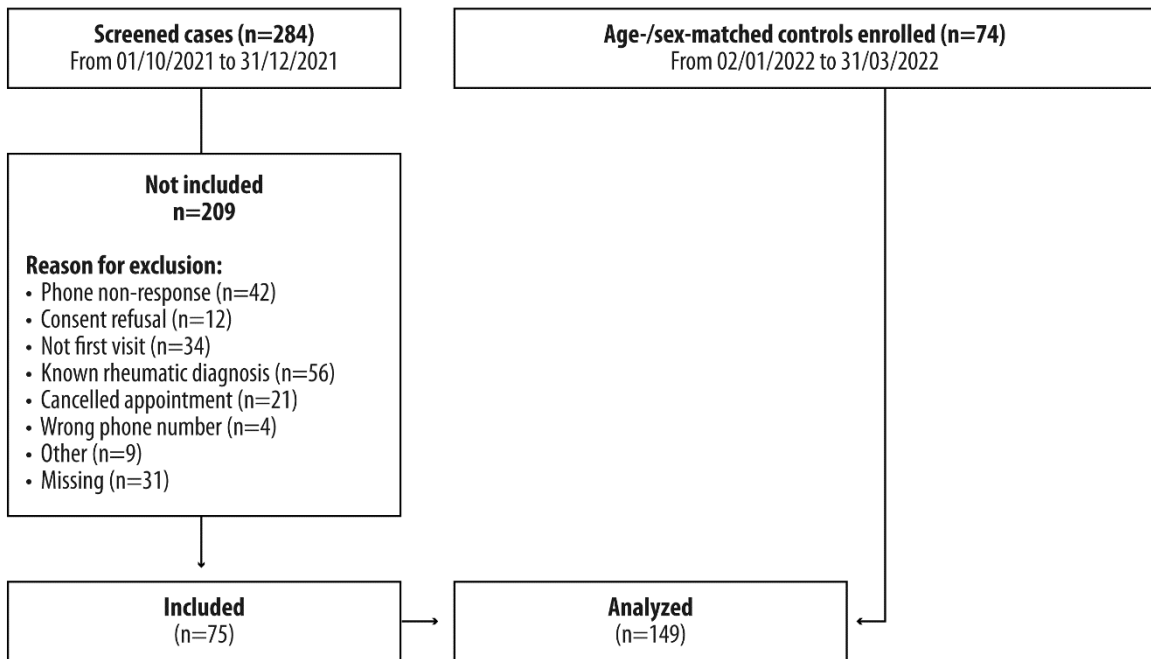 Screened cases (n=284)
From 01/10/2021 to 31/12/2021
Age-/sex-matched controls enrolled (n=74)
From 02/01/2022 to 31/03/2022
Not included
n=209
Reason for exclusion:
• Phone non-response (n=42)
• Consent refusal (n=12)
• Not first visit (n=34)
• Known rheumatic diagnosis (n=56)
• Cancelled appointment (n=21)
• Wrong phone number (n=4)
• Other (n=9)
• Missing (n=31)
Included
(n=75)
Analyzed
(n=149)